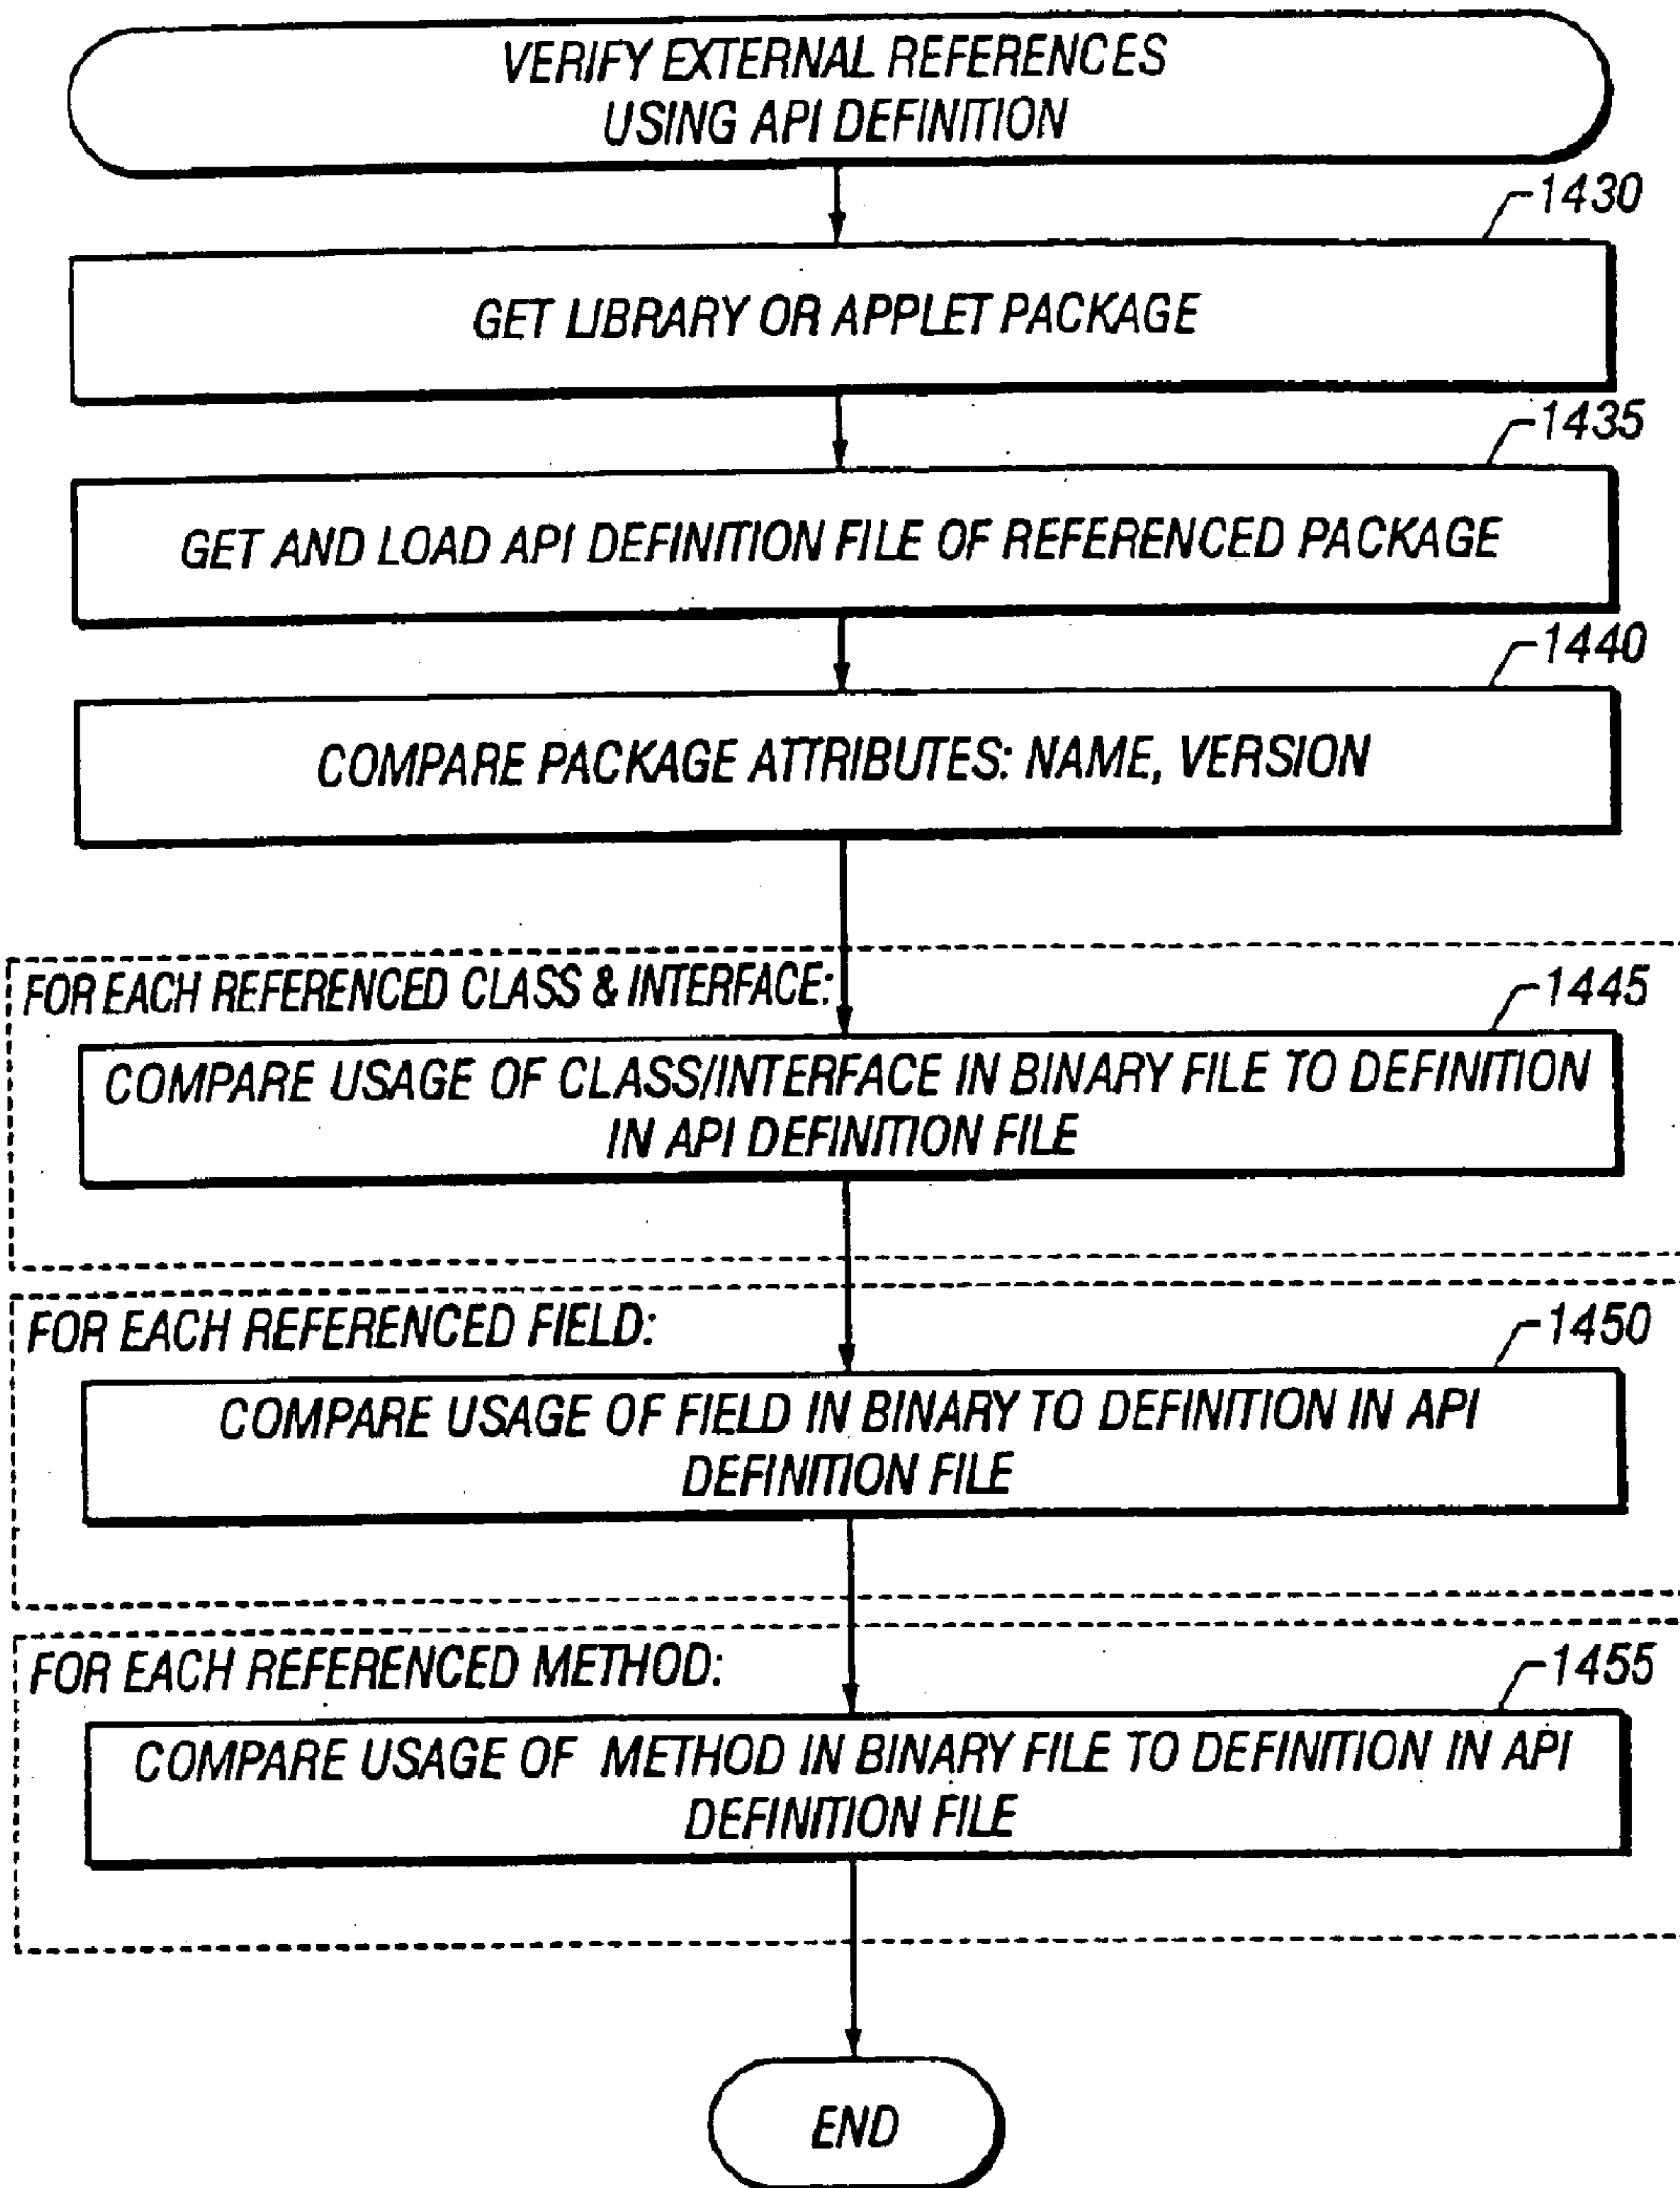 VERIFY EXTERNAL REFERENCES
USING API DEFINITION
1430
GET LIBRARY OR APPLET PACKAGE
1435
GET AND LOAD API DEFINITION FILE OF REFERENCED PACKAGE
1440
COMPARE PACKAGE ATTRIBUTES: NAME, VERSION
FOR EACH REFERENCED CLASS & INTERFACE:
1445
COMPARE USAGE OF CLASS/INTERFACE IN BINARY FILE TO DEFINITION
IN API DEFINITION FILE
FOR EACH REFERENCED FIELD:
1450
COMPARE USAGE OF FIELD IN BINARY TO DEFINITION IN API
DEFINITION FILE
FOR EACH REFERENCED METHOD:
1455
COMPARE USAGE OF METHOD IN BINARY FILE TO DEFINITION IN API
DEFINITION FILE
END